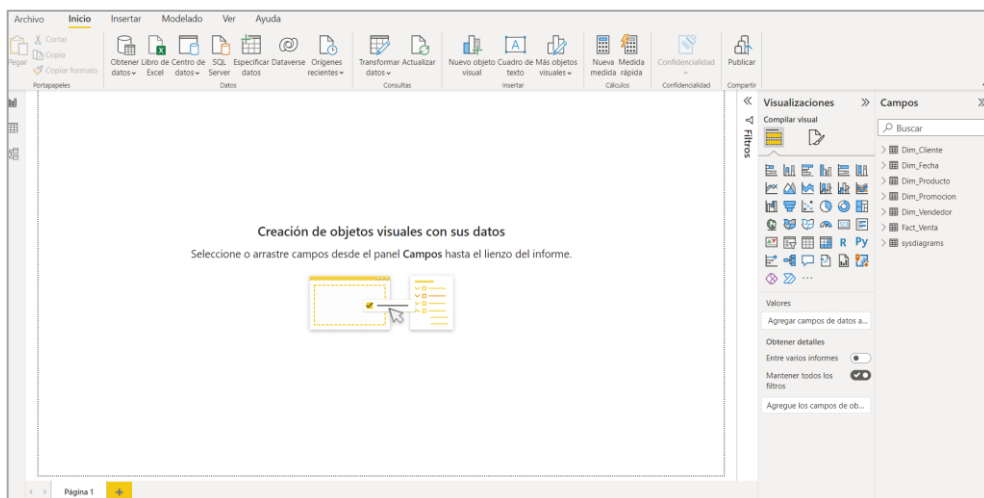 Archivo Inicio Insertar Modelado Ver Ayuda
Pegar
Cortar
Copia
Copiar formato
Portapapeles
Obtener datos
Libro de Excel
Centro de datos
SQL Server
Especificar datos
Dataverse
Orígenes recientes
Datos
Transformar datos
Actualizar
Consultas
Nuevo objeto visual
Cuadro de texto
Más objetos visuales
Insertar
Nueva medida
Medida rápida
Cálculos
Confidencialidad
Confidencialidad
Publicar
Compartir
Creación de objetos visuales con sus datos
Seleccione o arrastre campos desde el panel Campos hasta el lienzo del informe.
Filtros
Visualizaciones
Compilar visual
R Py
Valores
Agregar campos de datos a...
Obtener detalles
Entre varios informes
Mantener todos los
filtros
Agregue los campos de ob...
Campos
Buscar
Dim_Cliente
Dim_Fecha
Dim_Producto
Dim_Promocion
Dim_Vendedor
Fact_Venta
sysdiagrams
Página 1